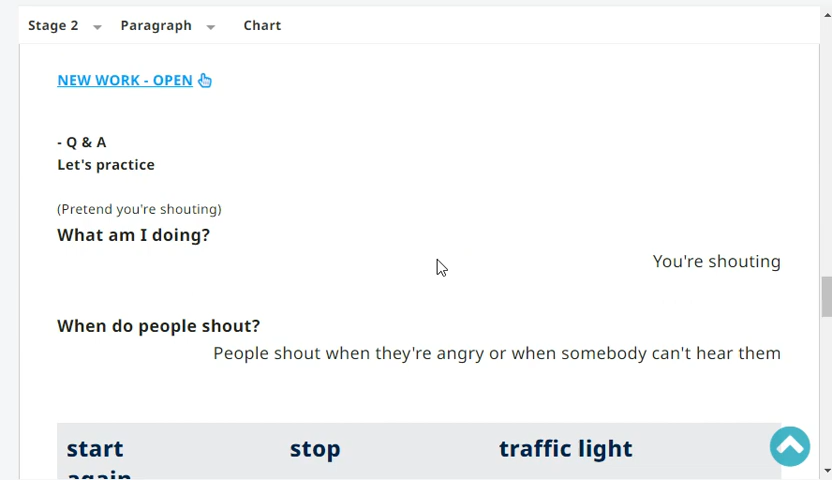 Stage 2 Paragraph Chart
NEW WORK - OPEN
- Q & A
Let's practice
(Pretend you're shouting)
What am I doing?
You're shouting
When do people shout?
People shout when they're angry or when somebody can't hear them
start stop traffic light
again